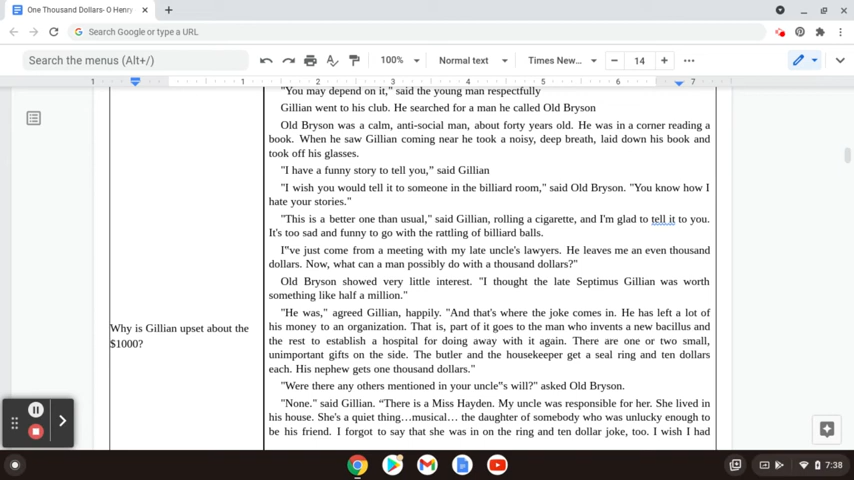 One Thousand Dollars- O Henry
Search Google or type a URL
Search the menus (Alt+/)
100%
Normal text
Times New...
14
1
1
2
3
4
5
6
7
"You may depend on it," said the young man respectfully
Gillian went to his club. He searched for a man he called Old Bryson
Old Bryson was a calm, anti-social man, about forty years old. He was in a corner reading a
book. When he saw Gillian coming near he took a noisy, deep breath, laid down his book and
took off his glasses.
"I have a funny story to tell you,” said Gillian
"I wish you would tell it to someone in the billiard room," said Old Bryson. "You know how I
hate your stories."
"This is a better one than usual," said Gillian, rolling a cigarette, and I'm glad to tell it to you.
It's too sad and funny to go with the rattling of billiard balls.
I"ve just come from a meeting with my late uncle's lawyers. He leaves me an even thousand
dollars. Now, what can a man possibly do with a thousand dollars?"
Old Bryson showed very little interest. "I thought the late Septimus Gillian was worth
something like half a million."
"He was," agreed Gillian, happily. "And that's where the joke comes in. He has left a lot of
his money to an organization. That is, part of it goes to the man who invents a new bacillus and
the rest to establish a hospital for doing away with it again. There are one or two small,
unimportant gifts on the side. The butler and the housekeeper get a seal ring and ten dollars
each. His nephew gets one thousand dollars."
Why is Gillian upset about the
$1000?
"Were there any others mentioned in your uncle"s will?" asked Old Bryson.
"None." said Gillian. “There is a Miss Hayden. My uncle was responsible for her. She lived in
his house. She's a quiet thing…musical… the daughter of somebody who was unlucky enough to
be his friend. I forgot to say that she was in on the ring and ten dollar joke, too. I wish I had
7:38